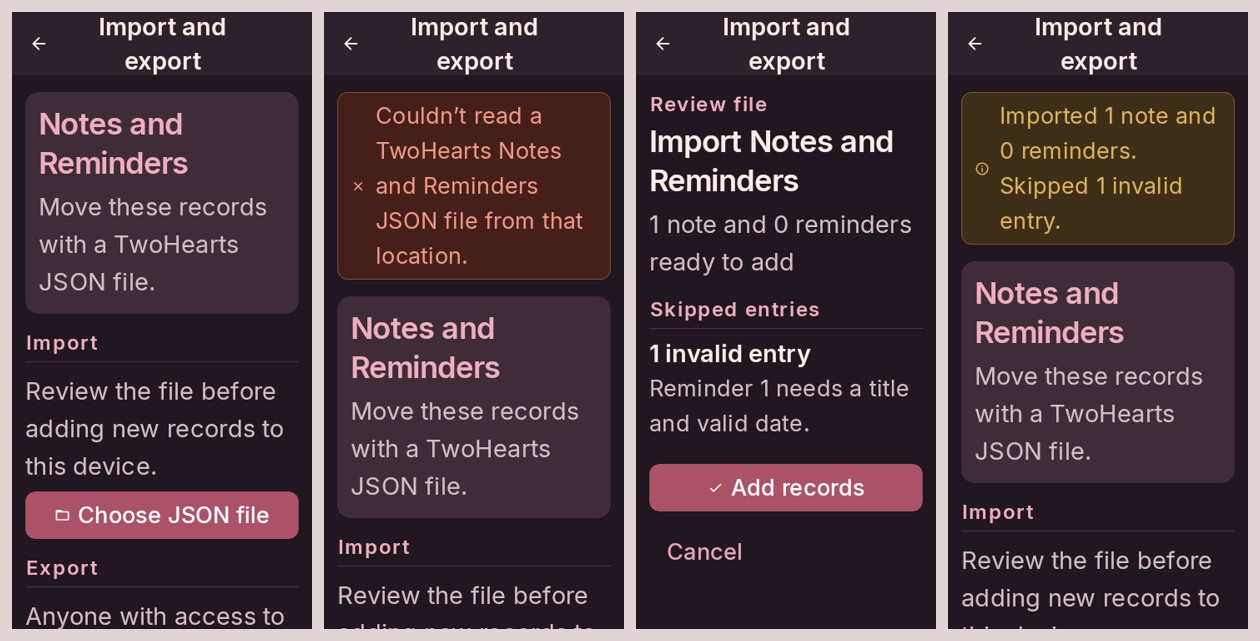 Import and
export
Notes and
Reminders
Move these records
with a TwoHearts
JSON file.
Import
Review the file before
adding new records to
this device.
Choose JSON file
Export
Anyone with access to
Import and
export
Couldn’t read a
TwoHearts Notes
and Reminders
JSON file from that
location.
Notes and
Reminders
Move these records
with a TwoHearts
JSON file.
Import
Review the file before
adding new records to
Import and
export
Review file
Import Notes and
Reminders
1 note and 0 reminders
ready to add
Skipped entries
1 invalid entry
Reminder 1 needs a title
and valid date.
Add records
Cancel
Import and
export
Imported 1 note and
0 reminders.
Skipped 1 invalid
entry.
Notes and
Reminders
Move these records
with a TwoHearts
JSON file.
Import
Review the file before
adding new records to